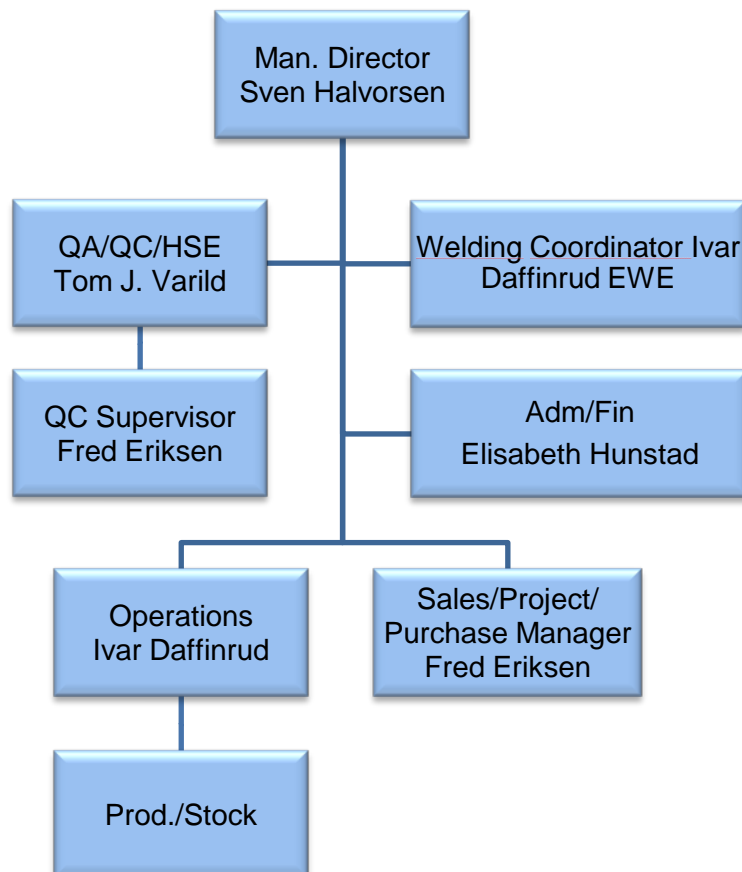 Man. Director
Sven Halvorsen
QA/QC/HSE
Tom J. Varild
Welding Coordinator Ivar
Daffinrud EWE
QC Supervisor
Fred Eriksen
Adm/Fin
Elisabeth Hunstad
Operations
Ivar Daffinrud
Sales/Project/
Purchase Manager
Fred Eriksen
Prod./Stock